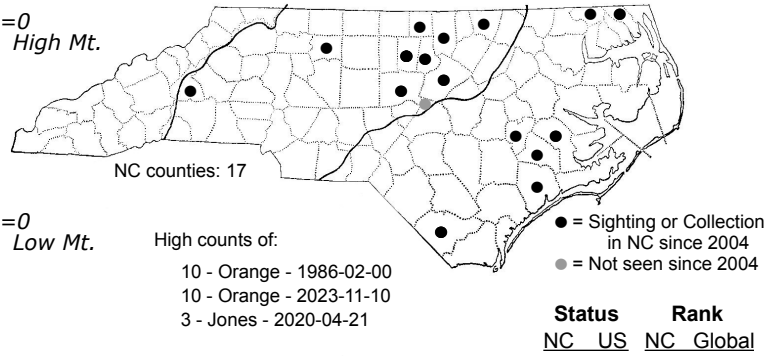 =0
High Mt.
NC counties: 17
=0
Low Mt.
High counts of:
10 - Orange - 1986-02-00
10 - Orange - 2023-11-10
3 - Jones - 2020-04-21
= Sighting or Collection
in NC since 2004
= Not seen since 2004
Status Rank
NC US NC Global